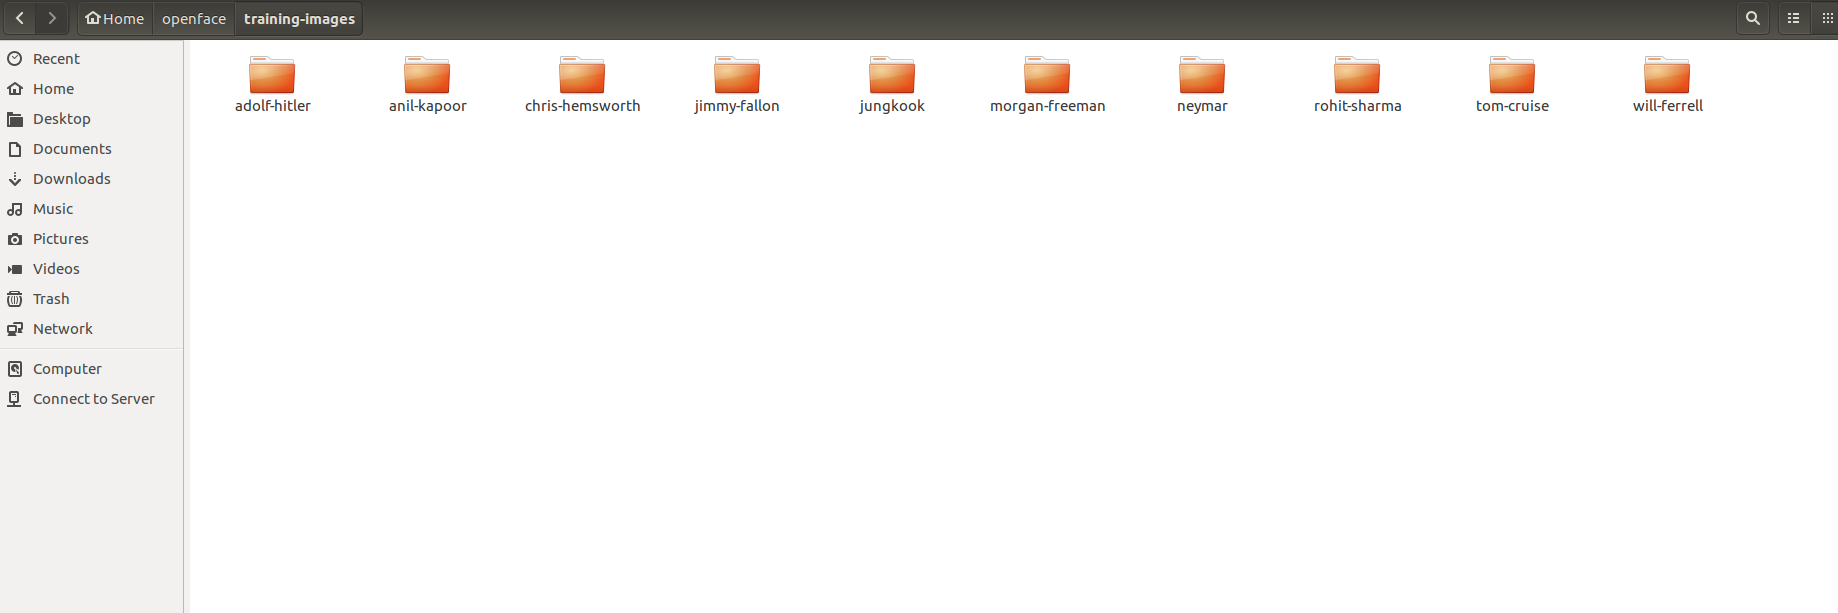 Home openface training-images
Recent
Home
Desktop
Documents
Downloads
Music
Pictures
Videos
Trash
Network
Computer
Connect to Server
adolf-hitler anil-kapoor chris-hemsworth jimmy-fallon jungkook morgan-freeman neymar rohit-sharma tom-cruise will-ferrell